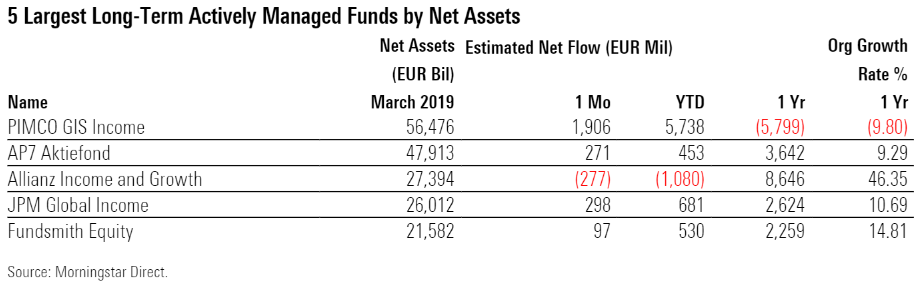 5 Largest Long-Term Actively Managed Funds by Net Assets
Net Assets Estimated Net Flow (EUR Mil) Org Growth
(EUR Bil) Rate %
Name March 2019 1 Mo YTD 1 Yr 1 Yr
PIMCO GIS Income 56,476 1,906 5,738 (5,799) (9.80)
AP7 Aktiefond 47,913 271 453 3,642 9.29
Allianz Income and Growth 27,394 (277) (1,080) 8,646 46.35
JPM Global Income 26,012 298 681 2,624 10.69
Fundsmith Equity 21,582 97 530 2,259 14.81
Source: Morningstar Direct.